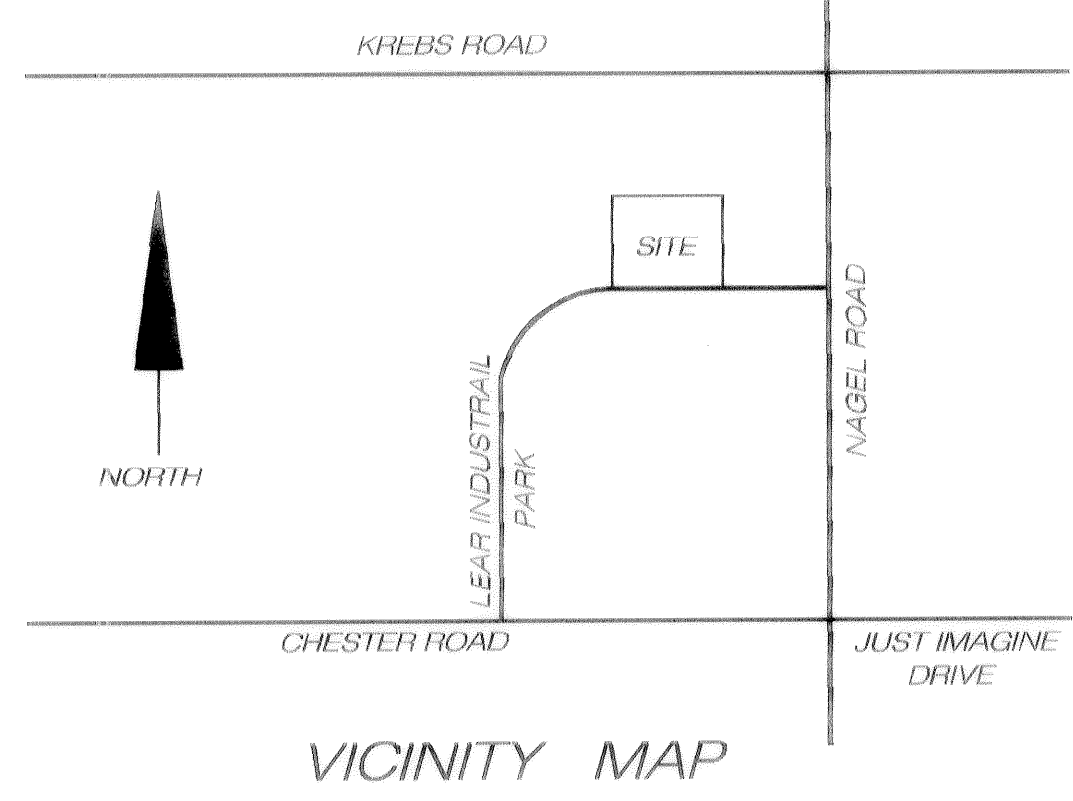 KREBS ROAD
SITE
NAGEL ROAD
LEAR INDUSTRAIL
PARK
NORTH
CHESTER ROAD
JUST IMAGINE
DRIVE
VICINITY MAP